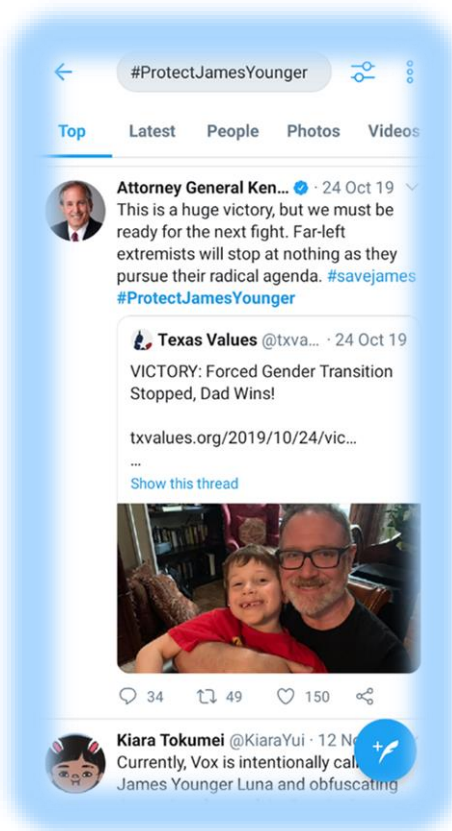 #ProtectJamesYounger
Top Latest People Photos Videos
Attorney General Ken... · 24 Oct 19
This is a huge victory, but we must be
ready for the next fight. Far-left
extremists will stop at nothing as they
pursue their radical agenda. #savejames
#ProtectJamesYounger
Texas Values @txva... · 24 Oct 19
VICTORY: Forced Gender Transition
Stopped, Dad Wins!
txvalues.org/2019/10/24/vic...
...
Show this thread
34 49 150
Kiara Tokumei @KiaraYui · 12
Currently, Vox is intentionally
James Younger Luna and obfuscating